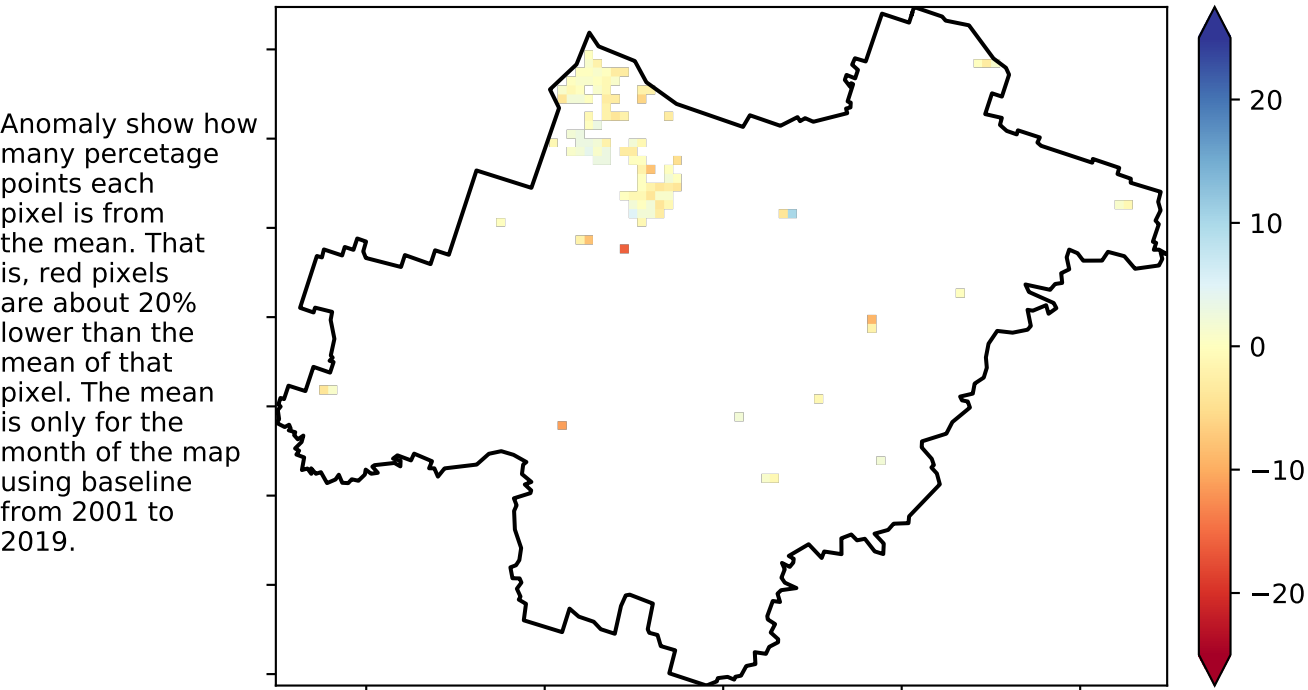 Anomaly show how
many percetage
points each
pixel is from
the mean. That
is, red pixels
are about 20%
lower than the
mean of that
pixel. The mean
is only for the
month of the map
using baseline
from 2001 to
2019.
20
10
0
−10
−20